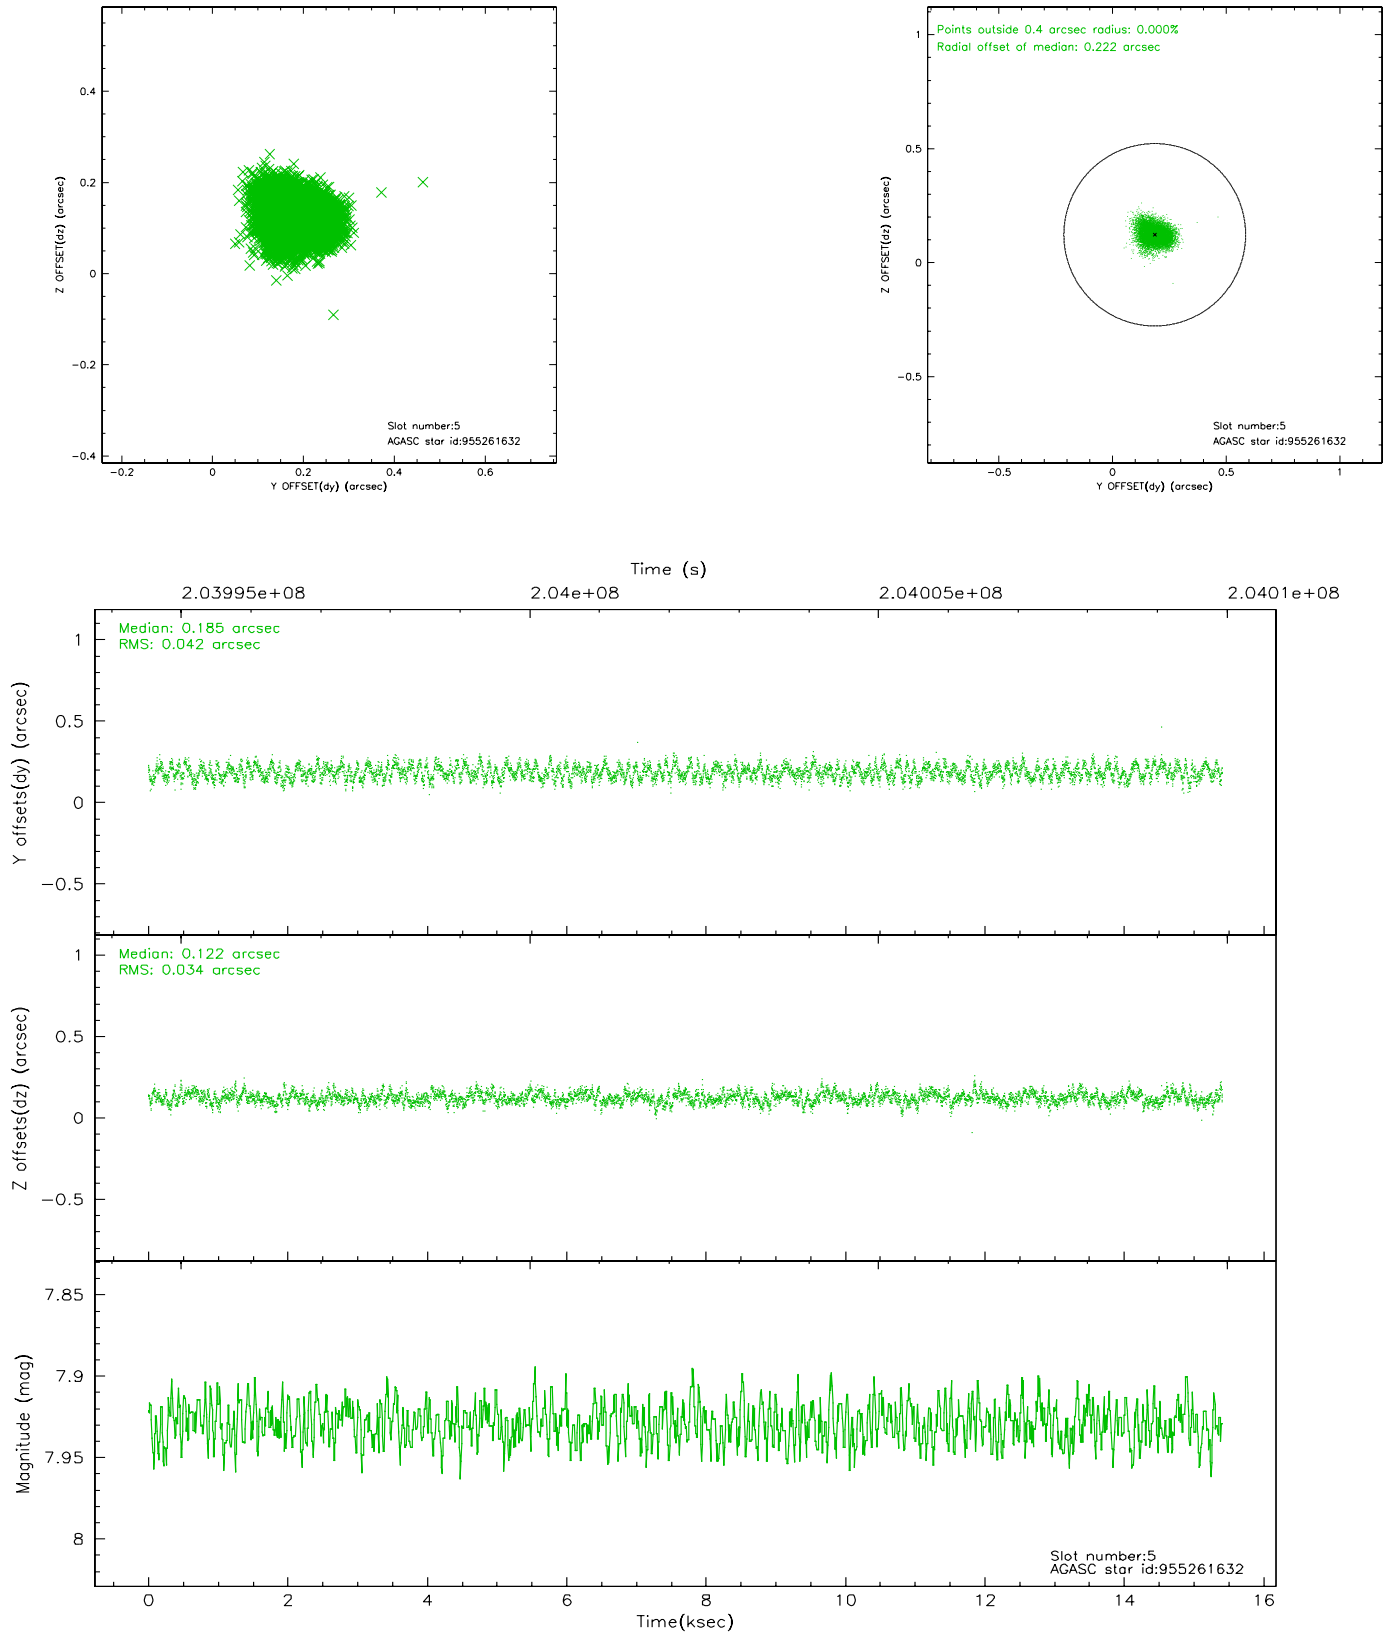 0.4
0.2
0
−0.2
−0.4
Z OFFSET(dz) (arcsec)
Slot number:5
AGASC star id:955261632
−0.2
0
0.2
0.4
0.6
Y OFFSET(dy) (arcsec)
Points outside 0.4 arcsec radius: 0.000%
Radial offset of median: 0.222 arcsec
1
0.5
0
−0.5
Z OFFSET(dz) (arcsec)
Slot number:5
AGASC star id:955261632
−0.5
0
0.5
1
Y OFFSET(dy) (arcsec)
Time (s)
2.03995e+08
2.04e+08
2.04005e+08
2.0401e+08
Median: 0.185 arcsec
RMS: 0.042 arcsec
1
0.5
0
−0.5
Y offsets(dy) (arcsec)
Median: 0.122 arcsec
RMS: 0.034 arcsec
1
0.5
0
−0.5
Z offsets(dz) (arcsec)
7.85
7.9
7.95
8
Magnitude (mag)
Slot number:5
AGASC star id:955261632
0
2
4
6
8
10
12
14
16
Time(ksec)